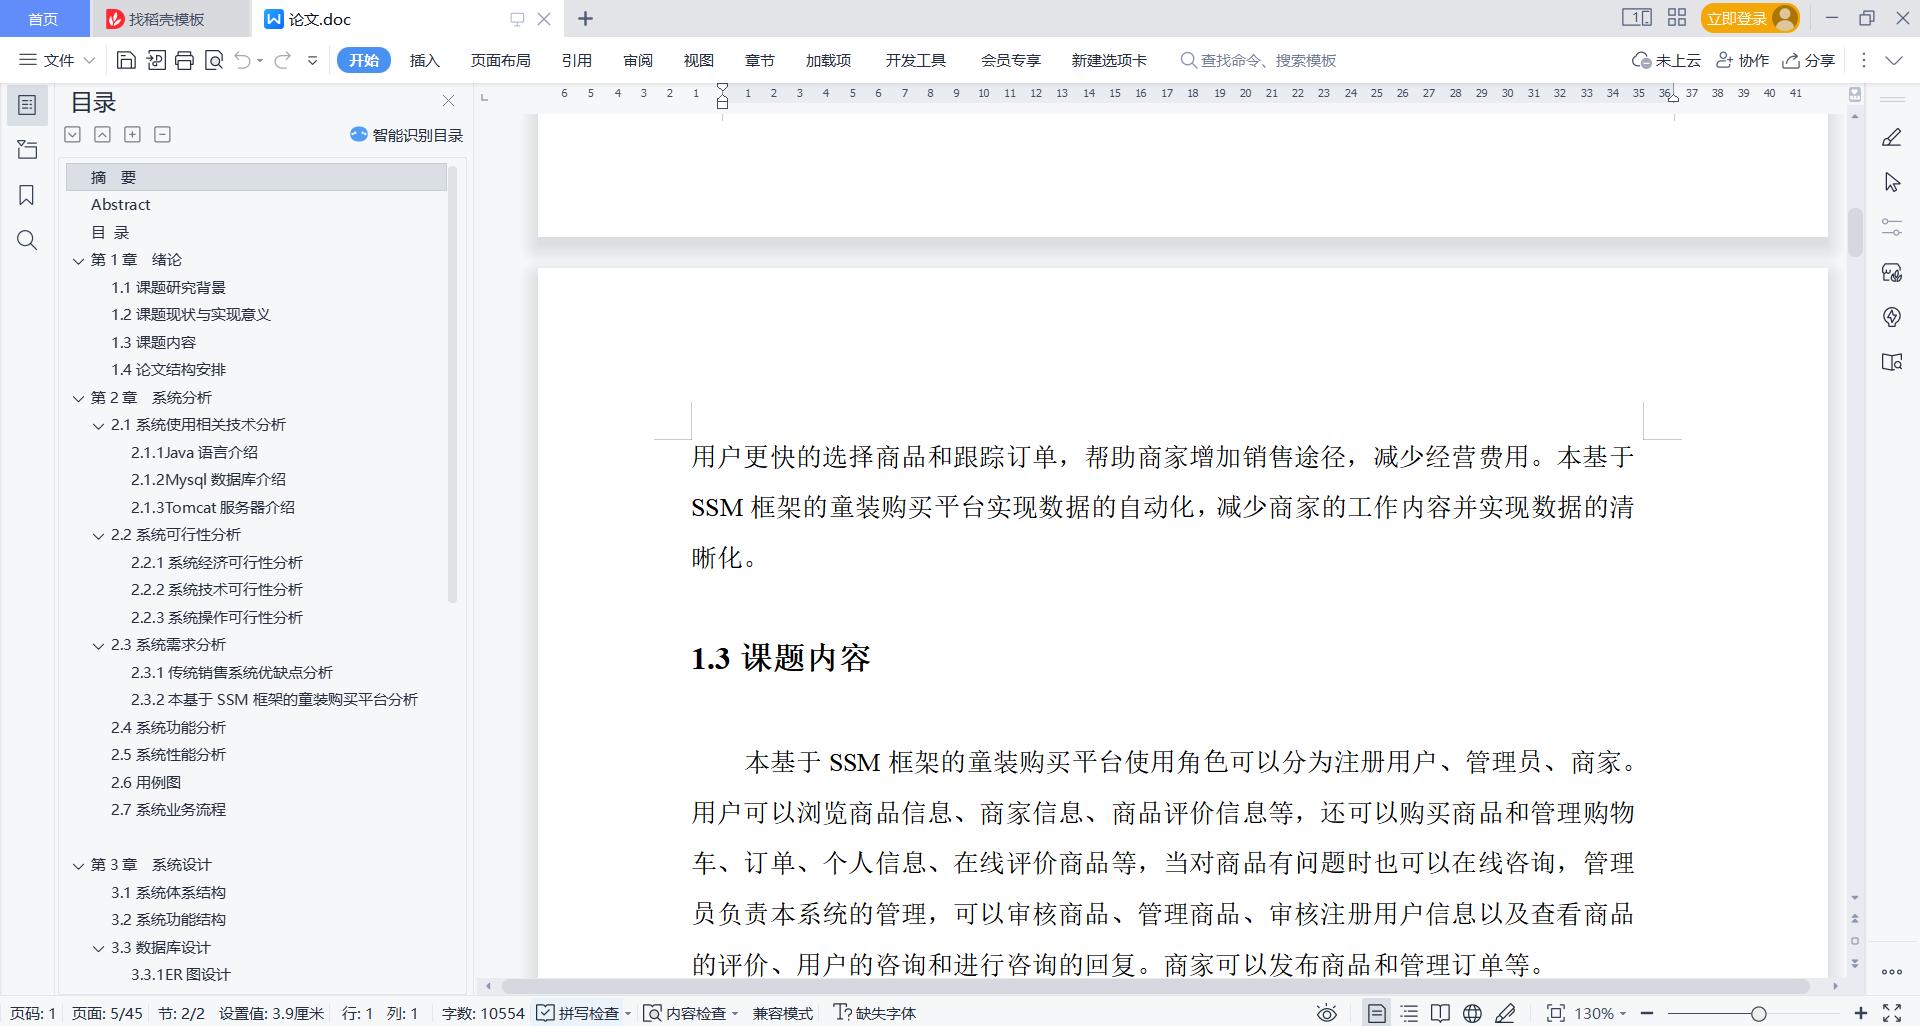 首页 找稻壳模板 论文.doc 立即登录
文件 开始 插入 页面布局 引用 审阅 视图 章节 加载项 开发工具 会员专享 新建选项卡 查找命令、搜索模板 未上云 协作 分享
目录
6 5 4 3 2 1 1 2 3 4 5 6 7 8 9 10 11 12 13 14 15 16 17 18 19 20 21 22 23 24 25 26 27 28 29 30 31 32 33 34 35 36 37 38 39 40 41
智能识别目录
摘 要
Abstract
目 录
第1章 绪论
1.1 课题研究背景
1.2 课题现状与实现意义
1.3 课题内容
1.4 论文结构安排
第2章 系统分析
2.1 系统使用相关技术分析
2.1.1Java 语言介绍
2.1.2Mysql 数据库介绍
2.1.3Tomcat 服务器介绍
2.2 系统可行性分析
2.2.1 系统经济可行性分析
2.2.2 系统技术可行性分析
2.2.3 系统操作可行性分析
2.3 系统需求分析
2.3.1 传统销售系统优缺点分析
2.3.2 本基于 SSM 框架的童装购买平台分析
2.4 系统功能分析
2.5 系统性能分析
2.6 用例图
2.7 系统业务流程
第3章 系统设计
3.1 系统体系结构
3.2 系统功能结构
3.3 数据库设计
3.3.1ER 图设计
用户更快的选择商品和跟踪订单，帮助商家增加销售途径，减少经营费用。本基于
SSM 框架的童装购买平台实现数据的自动化，减少商家的工作内容并实现数据的清
晰化。
1.3 课题内容
本基于 SSM 框架的童装购买平台使用角色可以分为注册用户、管理员、商家。
用户可以浏览商品信息、商家信息、商品评价信息等，还可以购买商品和管理购物
车、订单、个人信息、在线评价商品等，当对商品有问题时也可以在线咨询，管理
员负责本系统的管理，可以审核商品、管理商品、审核注册用户信息以及查看商品
的评价、用户的咨询和进行咨询的回复。商家可以发布商品和管理订单等。
页码: 1 页面: 5/45 节: 2/2 设置值: 3.9厘米 行: 1 列: 1 字数: 10554 拼写检查 内容检查 兼容模式 缺失字体 130%